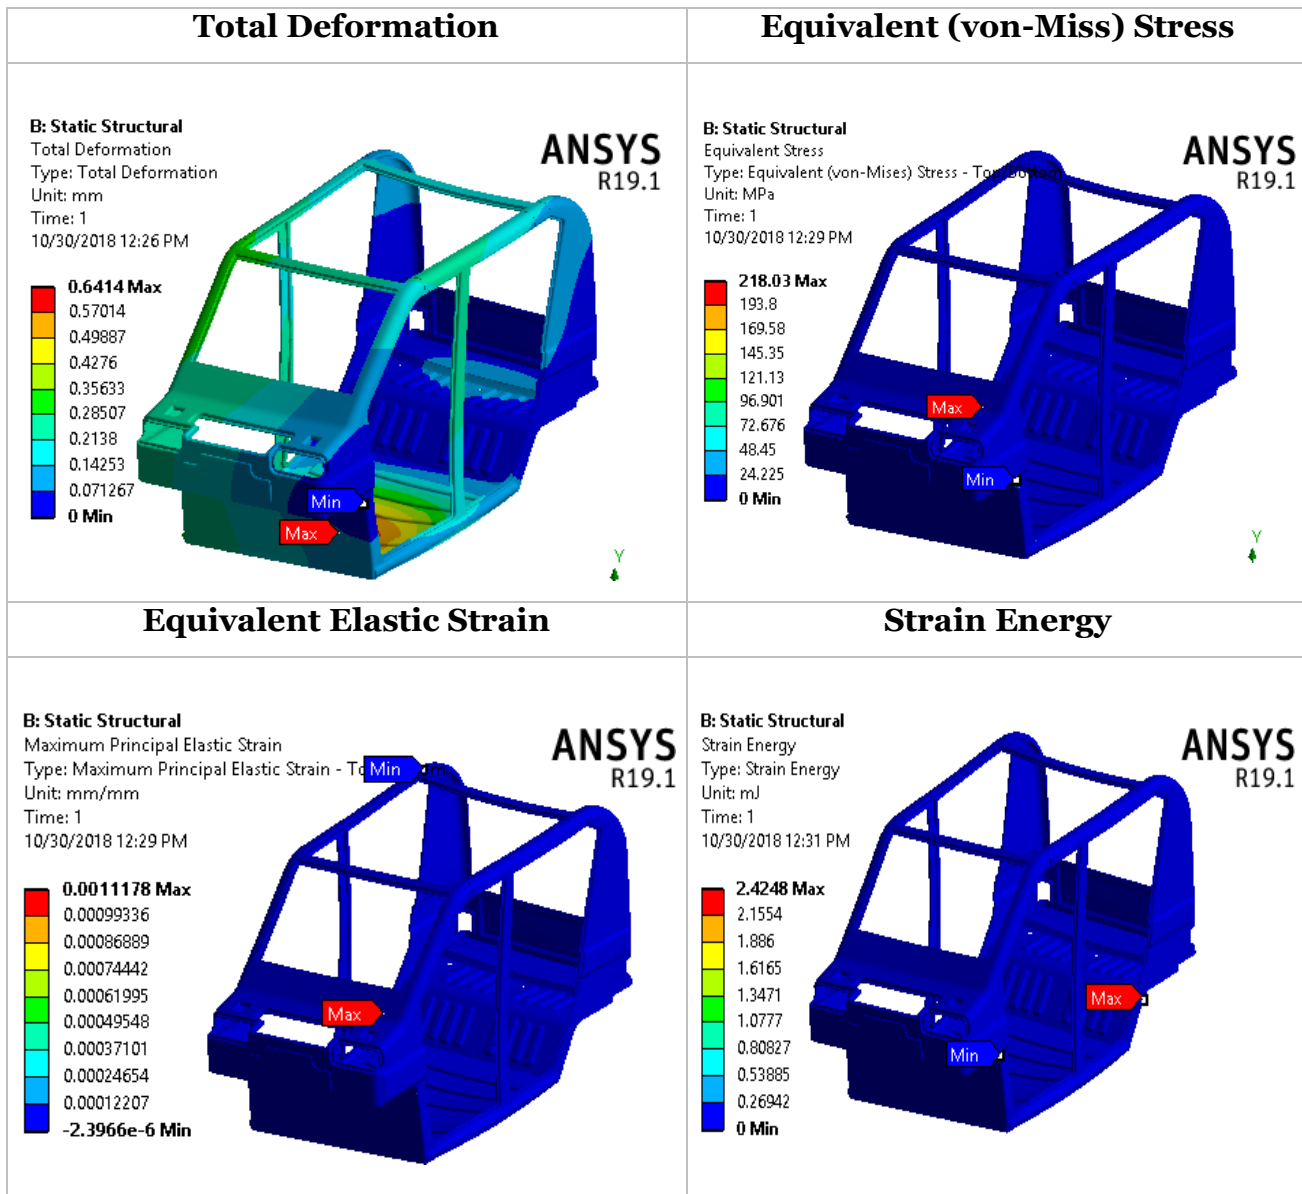 Total Deformation
Equivalent (von-Miss) Stress
B: Static Structural
Total Deformation
Type: Total Deformation
Unit: mm
Time: 1
10/30/2018 12:26 PM
ANSYS
R19.1
0.6414 Max
0.57014
0.49887
0.4276
0.35633
0.28507
0.2138
0.14253
0.071267
0 Min
Min
Max
Y
B: Static Structural
Equivalent Stress
Type: Equivalent (von-Mises) Stress - Top/Bottom
Unit: MPa
Time: 1
10/30/2018 12:29 PM
ANSYS
R19.1
218.03 Max
193.8
169.58
145.35
121.13
96.901
72.676
48.45
24.225
0 Min
Max
Min
Y
Equivalent Elastic Strain
Strain Energy
B: Static Structural
Maximum Principal Elastic Strain
Type: Maximum Principal Elastic Strain -
Unit: mm/mm
Time: 1
10/30/2018 12:29 PM
ANSYS
R19.1
Min
0.0011178 Max
0.00099336
0.00086889
0.00074442
0.00061995
0.00049548
0.00037101
0.00024654
0.00012207
-2.3966e-6 Min
Max
B: Static Structural
Strain Energy
Type: Strain Energy
Unit: mJ
Time: 1
10/30/2018 12:31 PM
ANSYS
R19.1
2.4248 Max
2.1554
1.886
1.6165
1.3471
1.0777
0.80827
0.53885
0.26942
0 Min
Max
Min